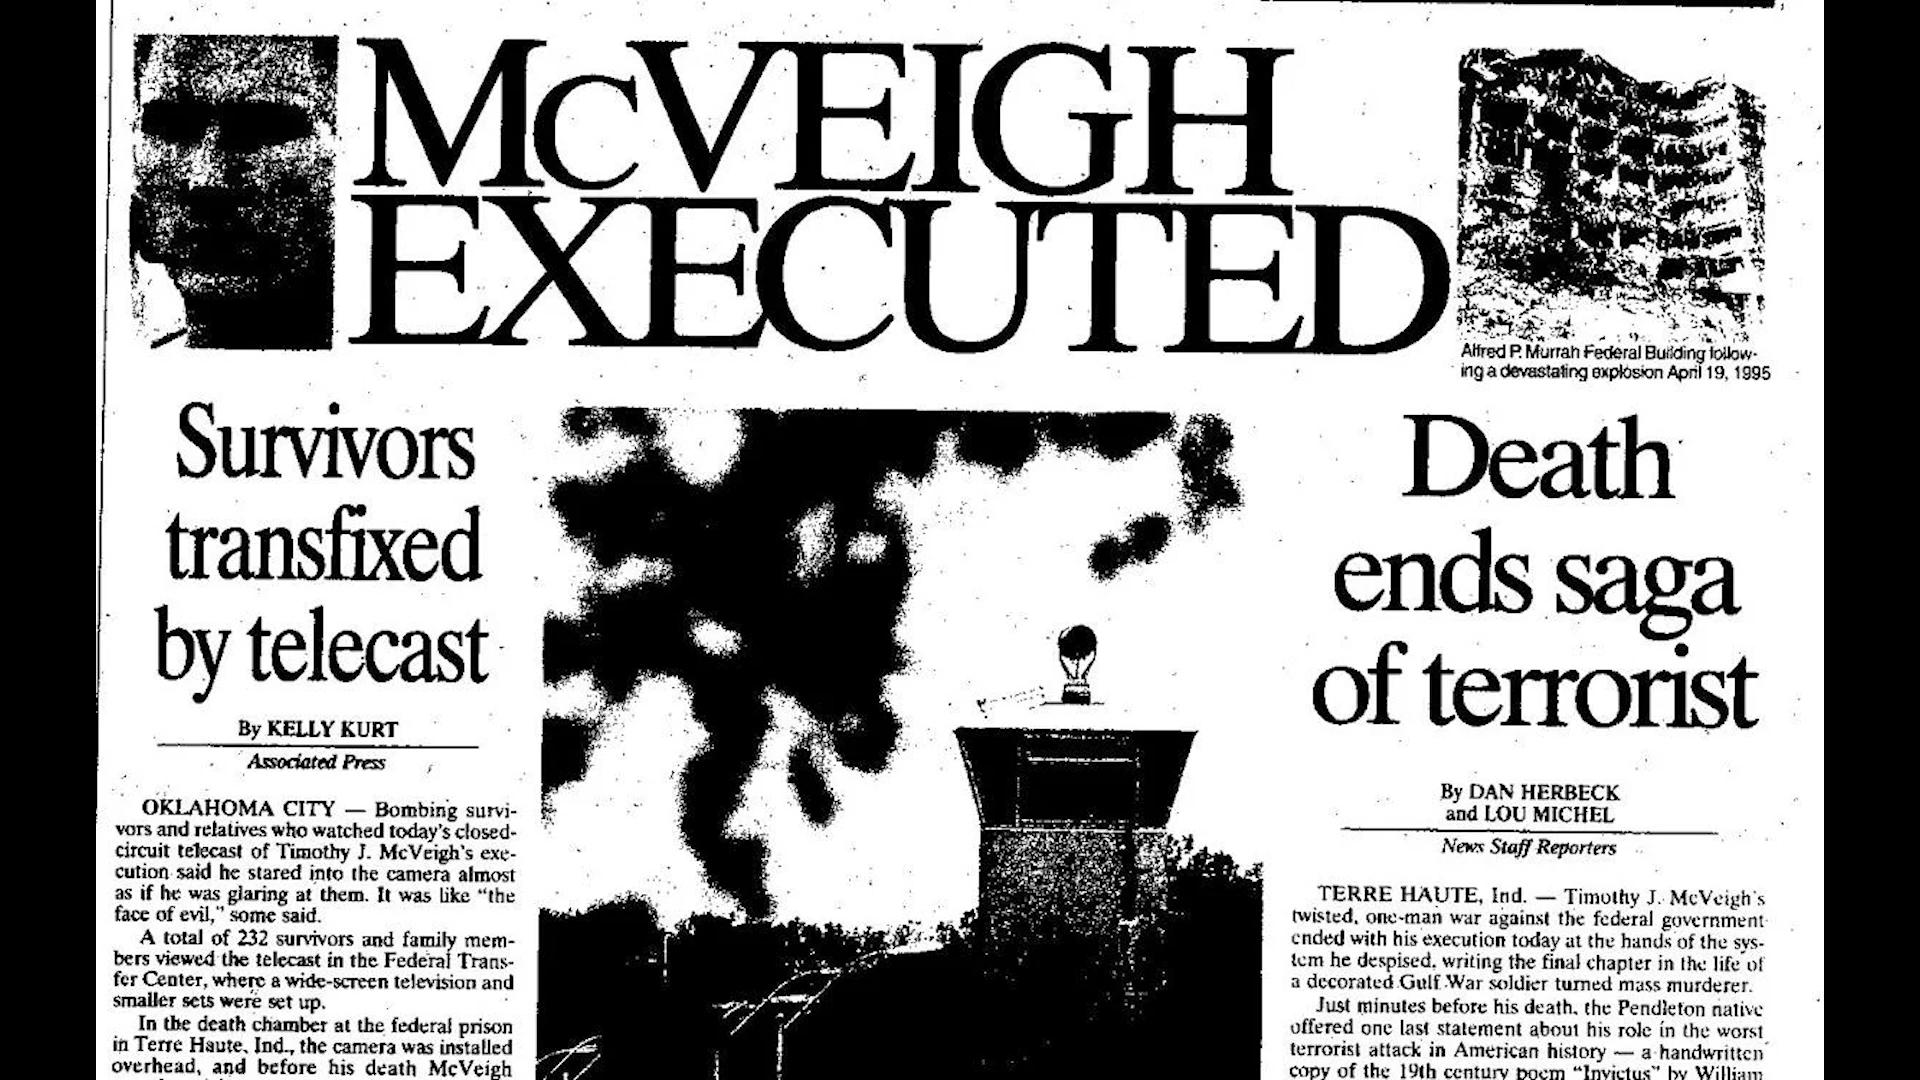 McVEIGH
EXECUTED
Alfred P. Murrah Federal Building follow-
ing a devastating explosion April 19, 1995
Survivors
transfixed
by telecast
By KELLY KURT
Associated Press
OKLAHOMA CITY — Bombing survi-
vors and relatives who watched today's closed-
circuit telecast of Timothy J. McVeigh's exe-
cution said he stared into the camera almost
as if he was glaring at them. It was like "the
face of evil," some said.
A total of 232 survivors and family mem-
bers viewed the telecast in the Federal Trans-
fer Center, where a wide-screen television and
smaller sets were set up.
In the death chamber at the federal prison
in Terre Haute, Ind., the camera was installed
overhead, and before his death McVeigh
Death
ends saga
of terrorist
By DAN HERBECK
and LOU MICHEL
News Staff Reporters
TERRE HAUTE, Ind. — Timothy J. McVeigh's
twisted, one-man war against the federal government
ended with his execution today at the hands of the sys-
tem he despised, writing the final chapter in the life of
a decorated Gulf War soldier turned mass murderer.
Just minutes before his death, the Pendleton native
offered one last statement about his role in the worst
terrorist attack in American history — a handwritten
copy of the 19th century poem "Invictus" by William